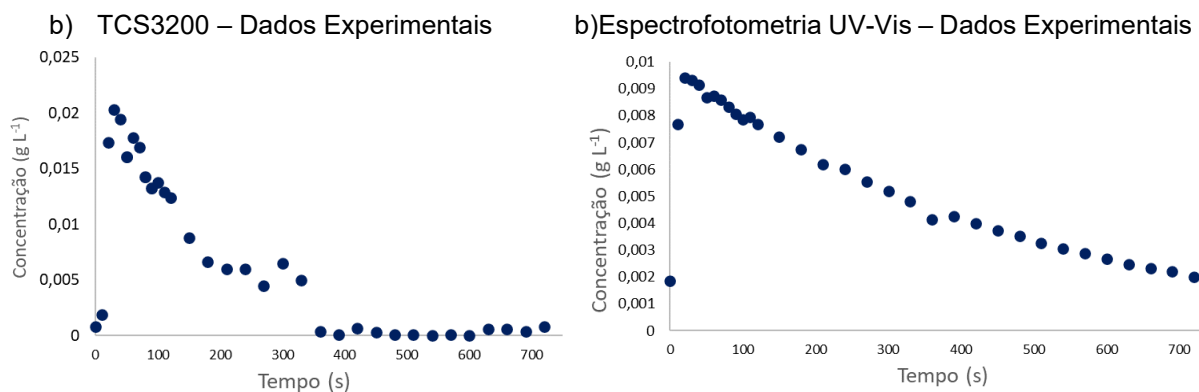 b) TCS3200 – Dados Experimentais
0,025
0,02
0,015
0,01
0,005
0
Concentração (g L⁻¹)
0 100 200 300 400 500 600 700
Tempo (s)
b)Espectrofotometria UV-Vis – Dados Experimentais
0,01
0,009
0,008
0,007
0,006
0,005
0,004
0,003
0,002
0,001
0
Concentração (g L⁻¹)
0 100 200 300 400 500 600 700
Tempo (s)